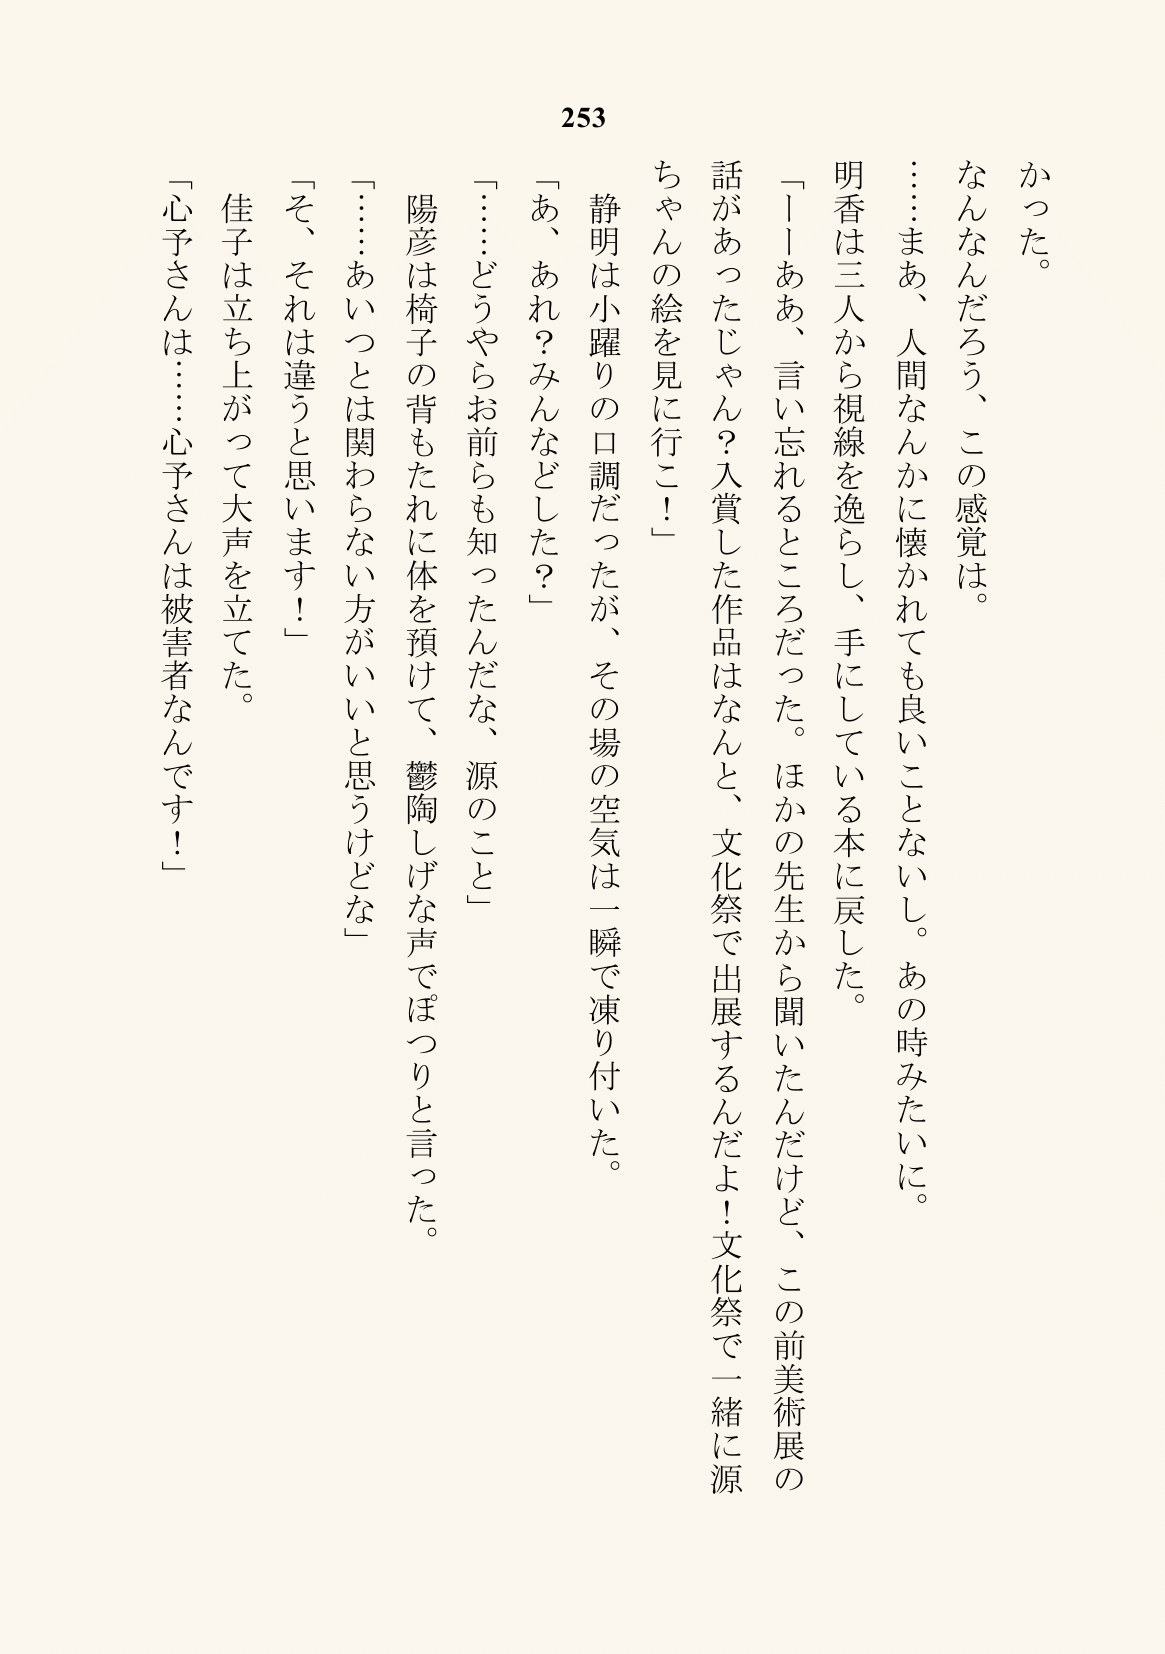 253
かった。
なんなんだろう、この感覚は。
……まあ、人間なんかに懐かれても良いことないし。あの時みたいに。
明香は三人から視線を逸らし、手にしている本に戻した。
「ーーああ、言い忘れるところだった。ほかの先生から聞いたんだけど、この前美術展の
話があったじゃん？入賞した作品はなんと、文化祭で出展するんだよ！文化祭で一緒に源
ちゃんの絵を見に行こ！」
　静明は小躍りの口調だったが、その場の空気は一瞬で凍り付いた。
「あ、あれ？みんなどした？」
「……どうやらお前らも知ったんだな、源のこと」
　陽彦は椅子の背もたれに体を預けて、鬱陶しげな声でぽつりと言った。
「……あいつとは関わらない方がいいと思うけどな」
「そ、それは違うと思います！」
　佳子は立ち上がって大声を立てた。
「心予さんは……心予さんは被害者なんです！」